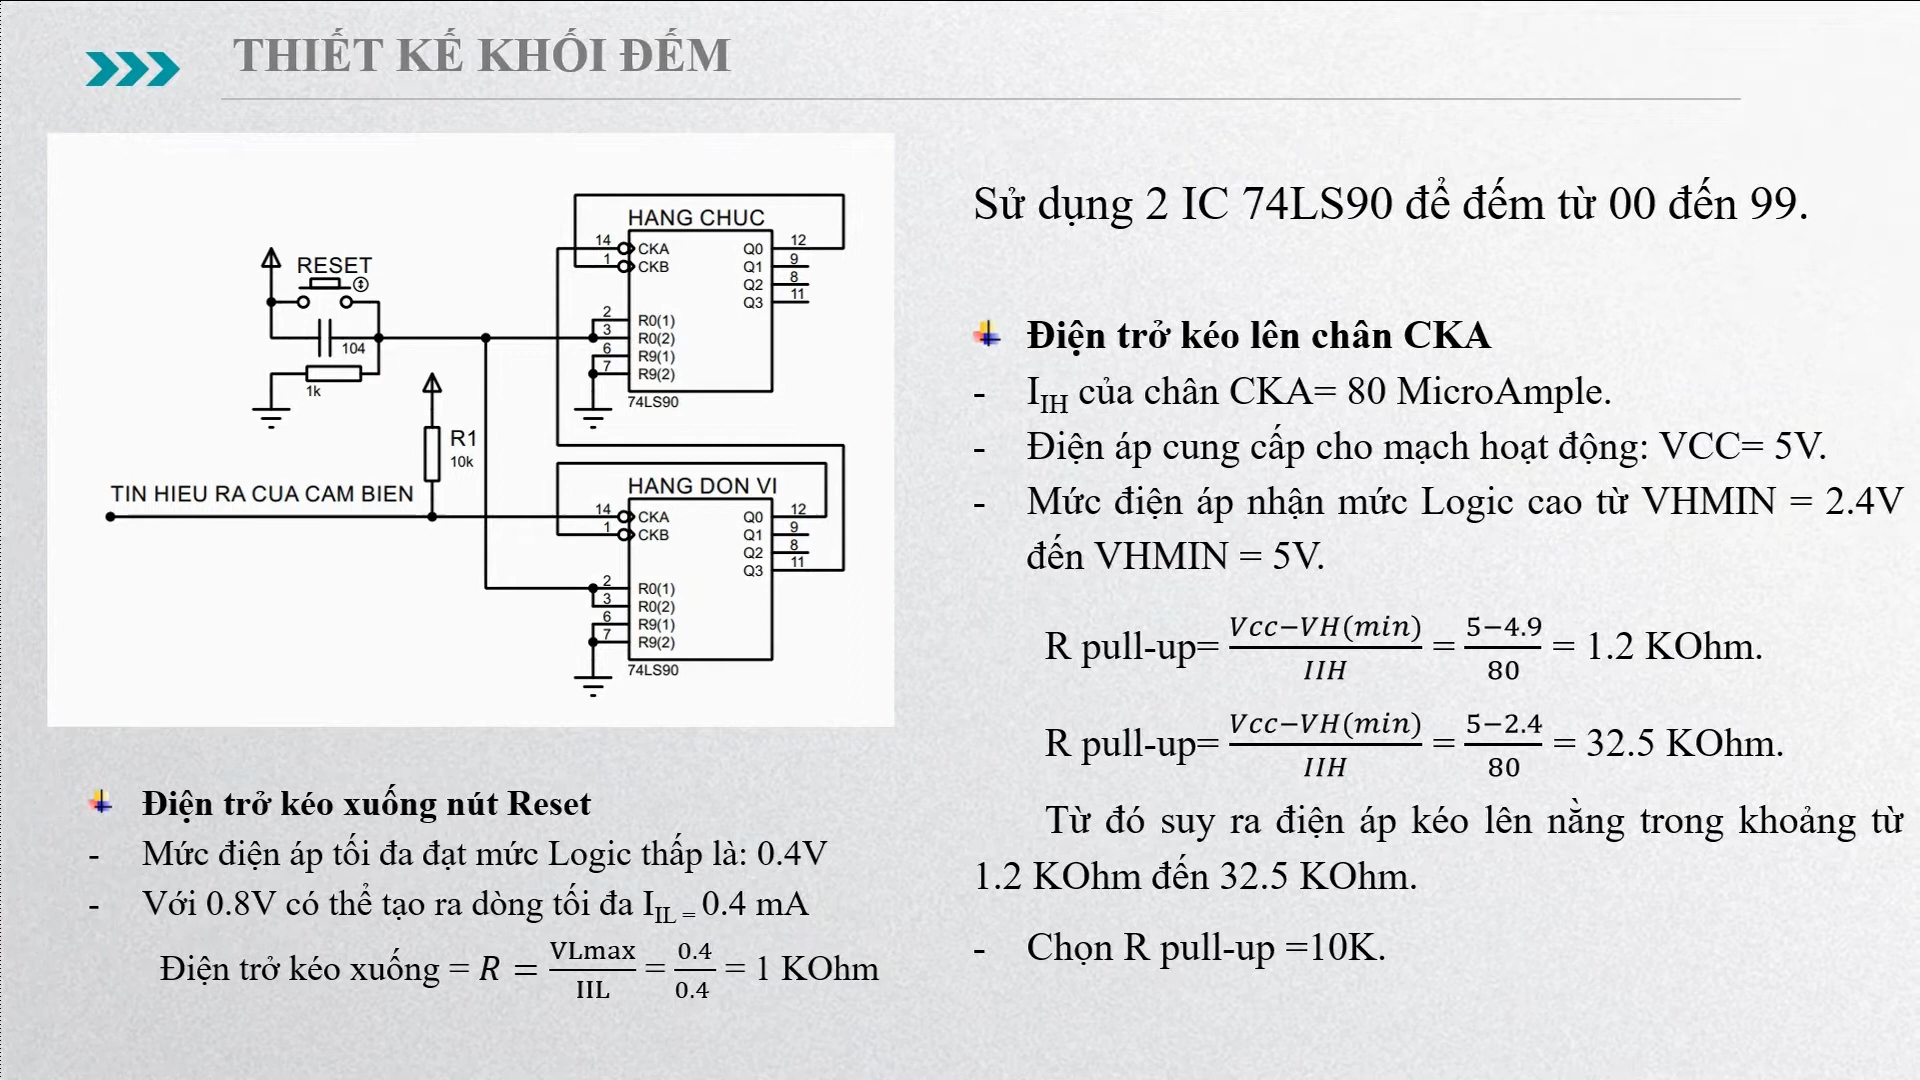 THIẾT KẾ KHỐI ĐẾM
HANG CHUC
14 CKA Q0 12
1 CKB Q1 9
Q2 8
Q3 11
2 R0(1)
3 R0(2)
6 R9(1)
7 R9(2)
74LS90
RESET
104
1k
R1
10k
TIN HIEU RA CUA CAM BIEN
HANG DON VI
14 CKA Q0 12
1 CKB Q1 9
Q2 8
Q3 11
2 R0(1)
3 R0(2)
6 R9(1)
7 R9(2)
74LS90
Điện trở kéo xuống nút Reset
- Mức điện áp tối đa đạt mức Logic thấp là: 0.4V
- Với 0.8V có thể tạo ra dòng tối đa IIL = 0.4 mA
Điện trở kéo xuống = R = VLmax/IIL = 0.4/0.4 = 1 KOhm
Sử dụng 2 IC 74LS90 để đếm từ 00 đến 99.
Điện trở kéo lên chân CKA
- IIH của chân CKA= 80 MicroAmple.
- Điện áp cung cấp cho mạch hoạt động: VCC= 5V.
- Mức điện áp nhận mức Logic cao từ VHMIN = 2.4V
đến VHMIN = 5V.
R pull-up= Vcc−VH(min)/IIH = 5−4.9/80 = 1.2 KOhm.
R pull-up= Vcc−VH(min)/IIH = 5−2.4/80 = 32.5 KOhm.
Từ đó suy ra điện áp kéo lên nằng trong khoảng từ
1.2 KOhm đến 32.5 KOhm.
- Chọn R pull-up =10K.